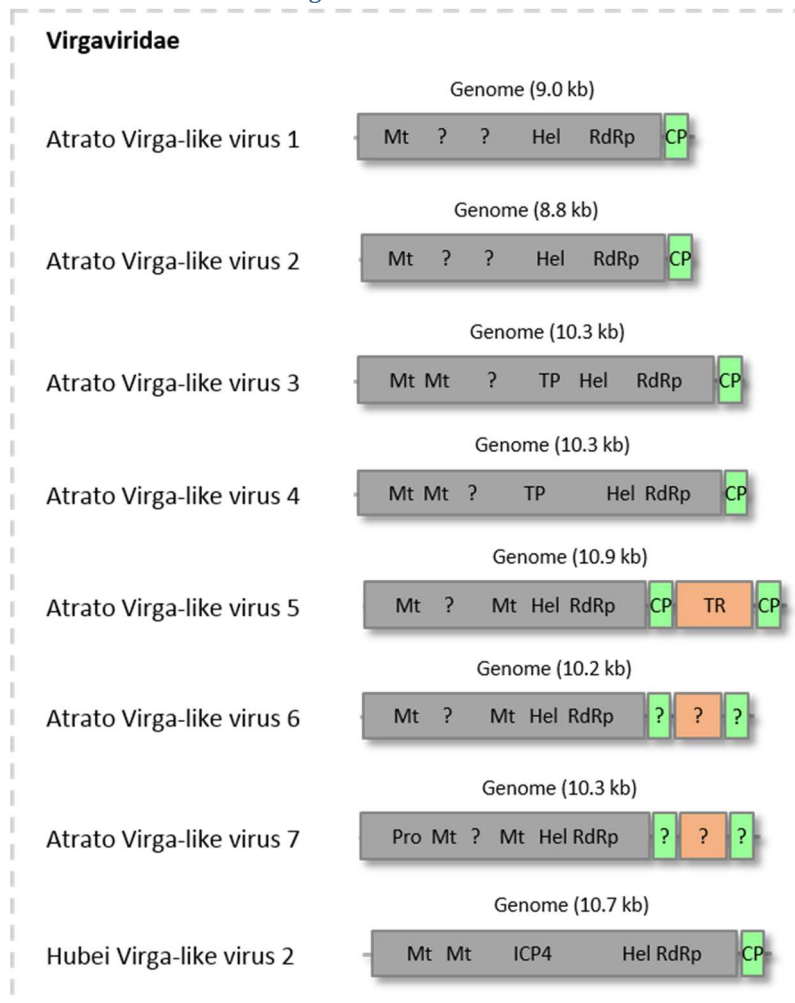 Virgaviridae
Genome (9.0 kb)
Atrato Virga-like virus 1 Mt ? ? Hel RdRp CP
Genome (8.8 kb)
Atrato Virga-like virus 2 Mt ? ? Hel RdRp CP
Genome (10.3 kb)
Atrato Virga-like virus 3 Mt Mt ? TP Hel RdRp CP
Genome (10.3 kb)
Atrato Virga-like virus 4 Mt Mt ? TP Hel RdRp CP
Genome (10.9 kb)
Atrato Virga-like virus 5 Mt ? Mt Hel RdRp CP TR CP
Genome (10.2 kb)
Atrato Virga-like virus 6 Mt ? Mt Hel RdRp ? ? ?
Genome (10.3 kb)
Atrato Virga-like virus 7 Pro Mt ? Mt Hel RdRp ? ? ?
Genome (10.7 kb)
Hubei Virga-like virus 2 Mt Mt ICP4 Hel RdRp CP